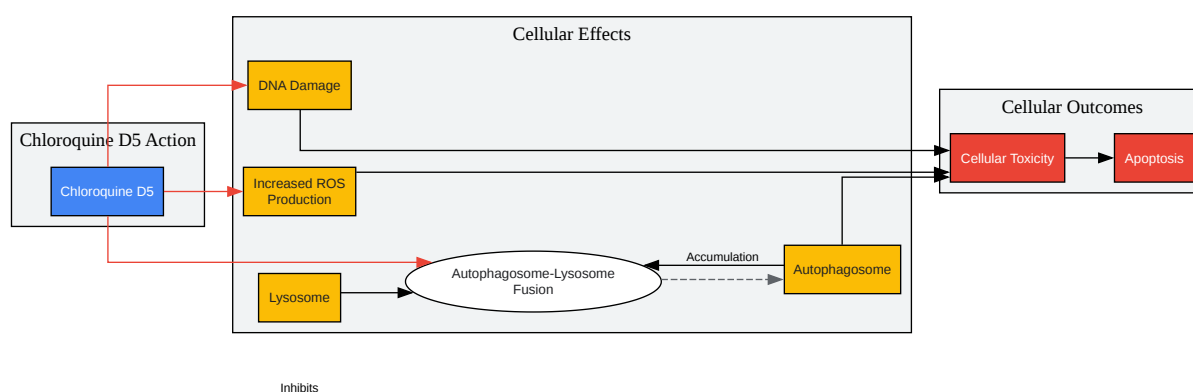 Cellular Effects
DNA Damage
Cellular Outcomes
Chloroquine D5 Action
Cellular Toxicity
Apoptosis
Chloroquine D5
Increased ROS
Production
Accumulation
Autophagosome-Lysosome
Fusion
Autophagosome
Lysosome
Inhibits